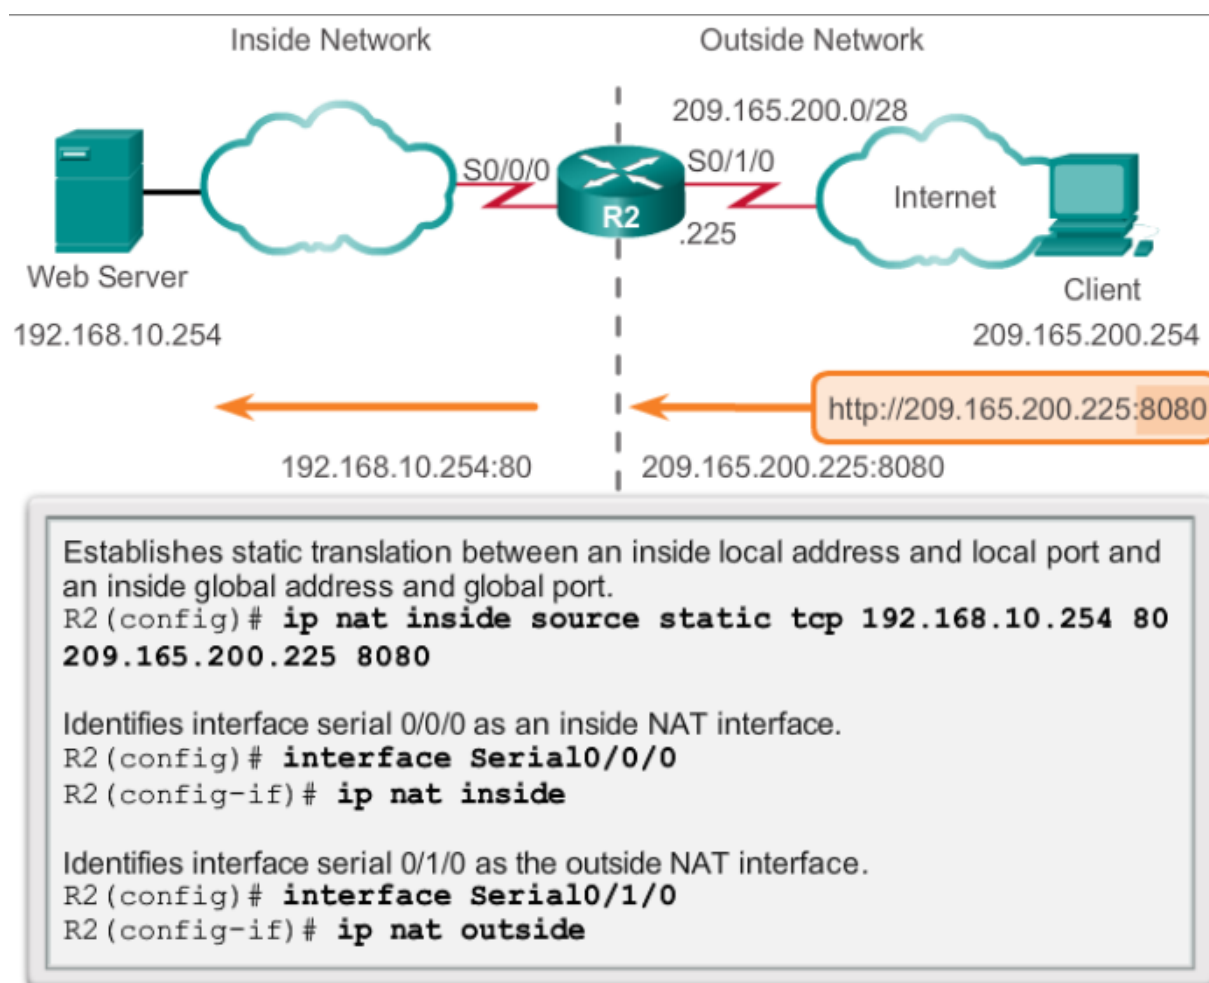 Inside Network
Outside Network
209.165.200.0/28
S0/0/0
S0/1/0
Internet
R2
.225
Web Server
Client
192.168.10.254
209.165.200.254
http://209.165.200.225:8080
192.168.10.254:80
209.165.200.225:8080
Establishes static translation between an inside local address and local port and
an inside global address and global port.
R2(config)# ip nat inside source static tcp 192.168.10.254 80
209.165.200.225 8080
Identifies interface serial 0/0/0 as an inside NAT interface.
R2(config)# interface Serial0/0/0
R2(config-if)# ip nat inside
Identifies interface serial 0/1/0 as the outside NAT interface.
R2(config)# interface Serial0/1/0
R2(config-if)# ip nat outside